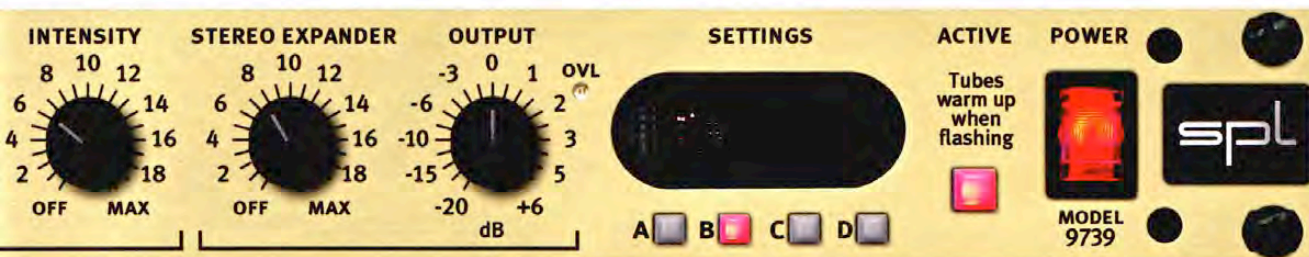 INTENSITY
OFF 2 4 6 8 10 12 14 16 18 MAX
STEREO EXPANDER
OFF 2 4 6 8 10 12 14 16 18 MAX
OUTPUT
-20 -15 -10 -6 -3 0 1 2 3 5 +6
dB
OVL
SETTINGS
A B C D
ACTIVE
Tubes
warm up
when
flashing
POWER
MODEL
9739
spl